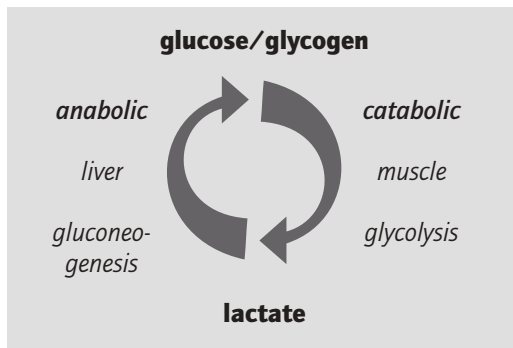 glucose/glycogen
anabolic
catabolic
liver
muscle
gluconeo-
genesis
glycolysis
lactate